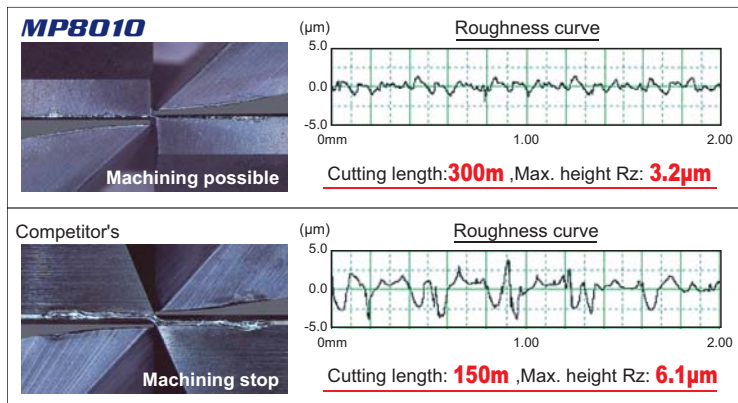 MP8010
(μm)
Roughness curve
5.0
0.0
-5.0
0mm
1.00
2.00
Machining possible
Cutting length:300m ,Max. height Rz: 3.2μm
Competitor's
(μm)
Roughness curve
5.0
0.0
-5.0
0mm
1.00
2.00
Machining stop
Cutting length: 150m ,Max. height Rz: 6.1μm